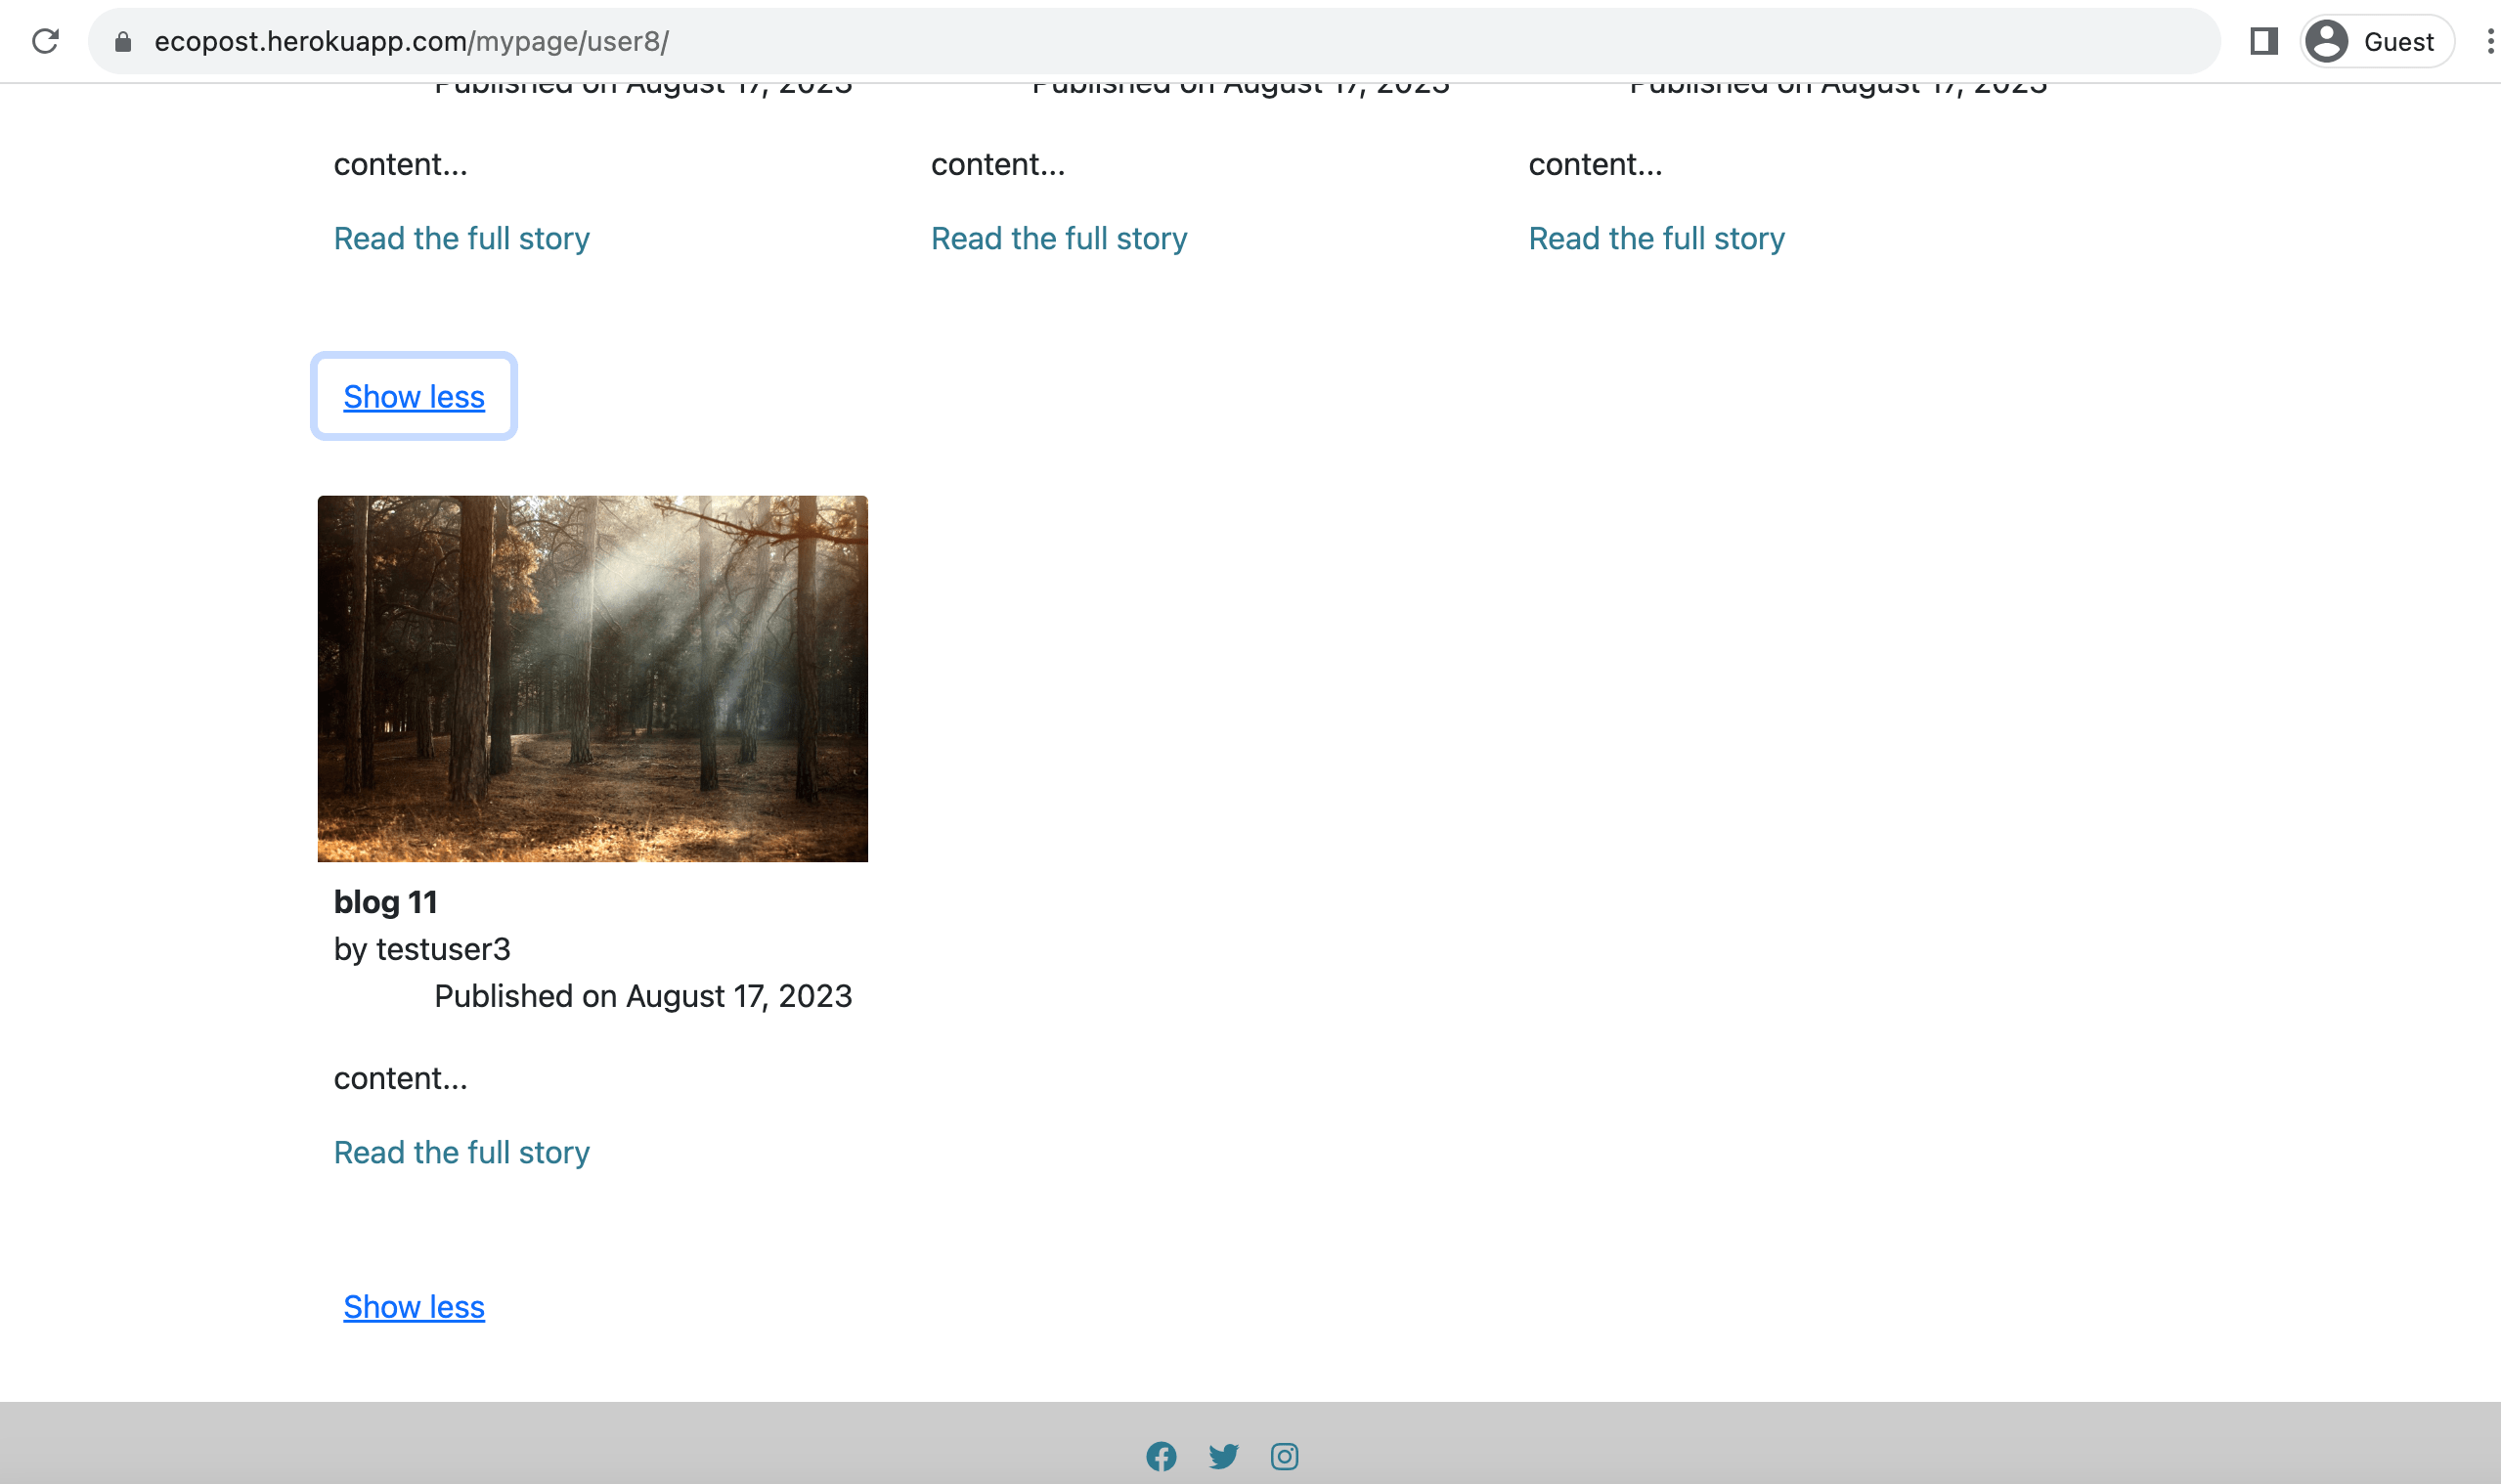 ecopost.herokuapp.com/mypage/user8/
Guest
Published on August 17, 2023 Published on August 17, 2023 Published on August 17, 2023
content... content... content...
Read the full story Read the full story Read the full story
Show less
blog 11
by testuser3
Published on August 17, 2023
content...
Read the full story
Show less